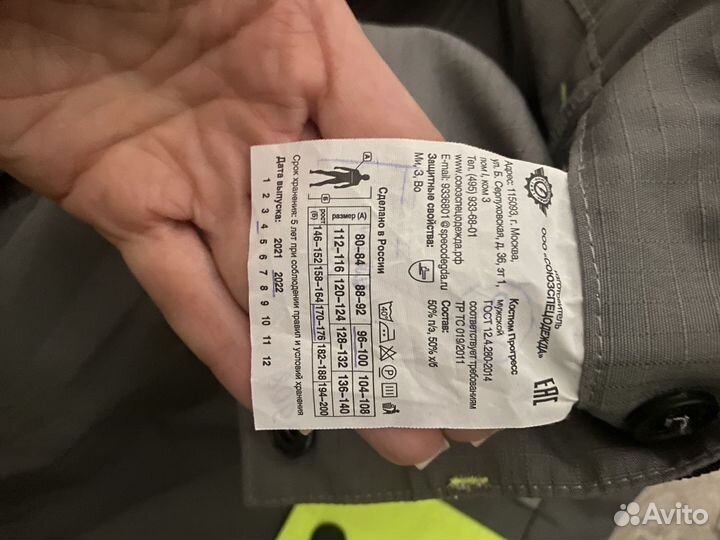 Изготовитель
ООО «СОЮЗСПЕЦОДЕЖДА»
Адрес: 115093, г. Москва,
ул. Б. Серпуховская, д. 36, эт 1,
пом I, ком 3
Тел. (495) 933-68-01
www.союзспецодежда.рф
E-mail: 9336801@specodegda.ru
Защитные свойства:
Ми, З, Во
EAC
Костюм Прогресс
мужской
ГОСТ 12.4.280-2014
соответствует требованиям
ТР ТС 019/2011
Состав:
50% п/э, 50% х/б
40°
P
Сделано в России
А
Б
размер (А) 80–84 88–92 96–100 104–108
112–116 120–124 128–132 136–140
рост (Б) 146–152 158–164 170–176 182–188 194–200
Срок хранения: 5 лет при соблюдении правил и условий хранения
Дата выпуска: 2021 2022
1 2 3 4 5 6 7 8 9 10 11 12
Avito